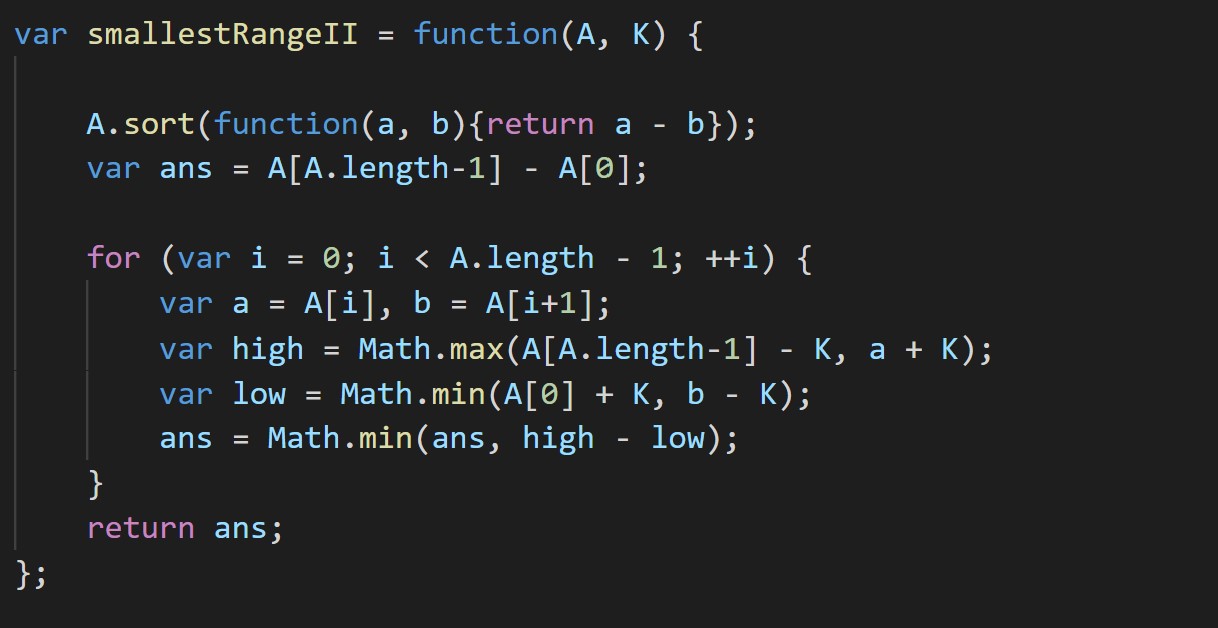 var smallestRangeII = function(A, K) {
A.sort(function(a, b){return a - b});
var ans = A[A.length-1] - A[0];
for (var i = 0; i < A.length - 1; ++i) {
var a = A[i], b = A[i+1];
var high = Math.max(A[A.length-1] - K, a + K);
var low = Math.min(A[0] + K, b - K);
ans = Math.min(ans, high - low);
}
return ans;
};